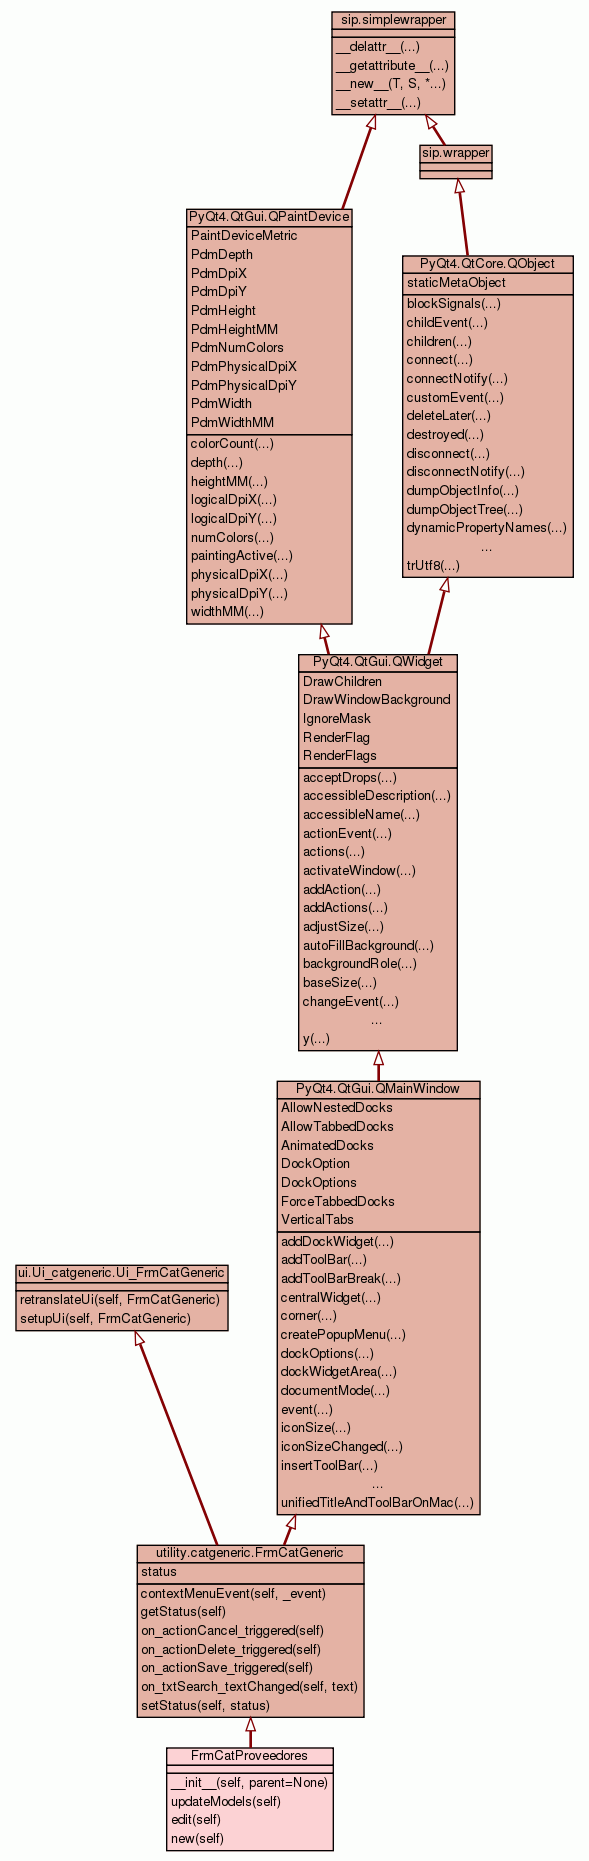 sip.simplewrapper
__delattr__(...)
__getattribute__(...)
__new__(T, S, *...)
__setattr__(...)
sip.wrapper
PyQt4.QtGui.QPaintDevice
PaintDeviceMetric
PdmDepth
PdmDpiX
PdmDpiY
PdmHeight
PdmHeightMM
PdmNumColors
PdmPhysicalDpiX
PdmPhysicalDpiY
PdmWidth
PdmWidthMM
colorCount(...)
depth(...)
heightMM(...)
logicalDpiX(...)
logicalDpiY(...)
numColors(...)
paintingActive(...)
physicalDpiX(...)
physicalDpiY(...)
widthMM(...)
PyQt4.QtCore.QObject
staticMetaObject
blockSignals(...)
childEvent(...)
children(...)
connect(...)
connectNotify(...)
customEvent(...)
deleteLater(...)
destroyed(...)
disconnect(...)
disconnectNotify(...)
dumpObjectInfo(...)
dumpObjectTree(...)
dynamicPropertyNames(...)
...
trUtf8(...)
PyQt4.QtGui.QWidget
DrawChildren
DrawWindowBackground
IgnoreMask
RenderFlag
RenderFlags
acceptDrops(...)
accessibleDescription(...)
accessibleName(...)
actionEvent(...)
actions(...)
activateWindow(...)
addAction(...)
addActions(...)
adjustSize(...)
autoFillBackground(...)
backgroundRole(...)
baseSize(...)
changeEvent(...)
...
y(...)
PyQt4.QtGui.QMainWindow
AllowNestedDocks
AllowTabbedDocks
AnimatedDocks
DockOption
DockOptions
ForceTabbedDocks
VerticalTabs
addDockWidget(...)
addToolBar(...)
addToolBarBreak(...)
centralWidget(...)
corner(...)
createPopupMenu(...)
dockOptions(...)
dockWidgetArea(...)
documentMode(...)
event(...)
iconSize(...)
iconSizeChanged(...)
insertToolBar(...)
...
unifiedTitleAndToolBarOnMac(...)
ui.Ui_catgeneric.Ui_FrmCatGeneric
retranslateUi(self, FrmCatGeneric)
setupUi(self, FrmCatGeneric)
utility.catgeneric.FrmCatGeneric
status
contextMenuEvent(self, _event)
getStatus(self)
on_actionCancel_triggered(self)
on_actionDelete_triggered(self)
on_actionSave_triggered(self)
on_txtSearch_textChanged(self, text)
setStatus(self, status)
FrmCatProveedores
__init__(self, parent=None)
updateModels(self)
edit(self)
new(self)